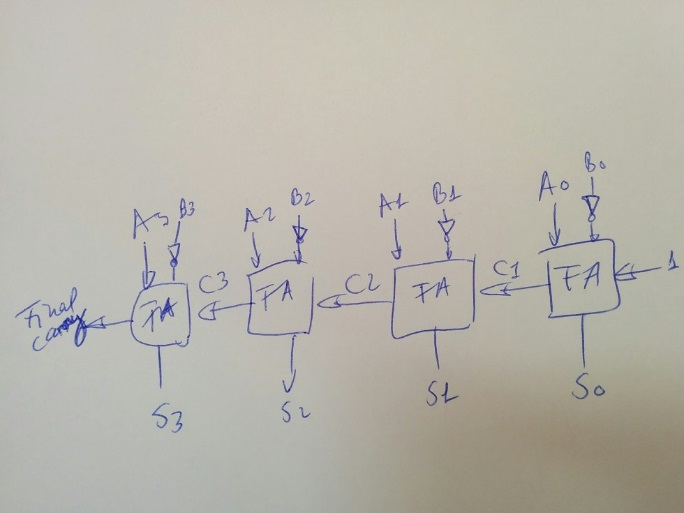 A3 B3 A2 B2 A1 B1 A0 B0
Final
carry
FA C3 FA C2 FA C1 FA 1
S3 S2 S1 S0